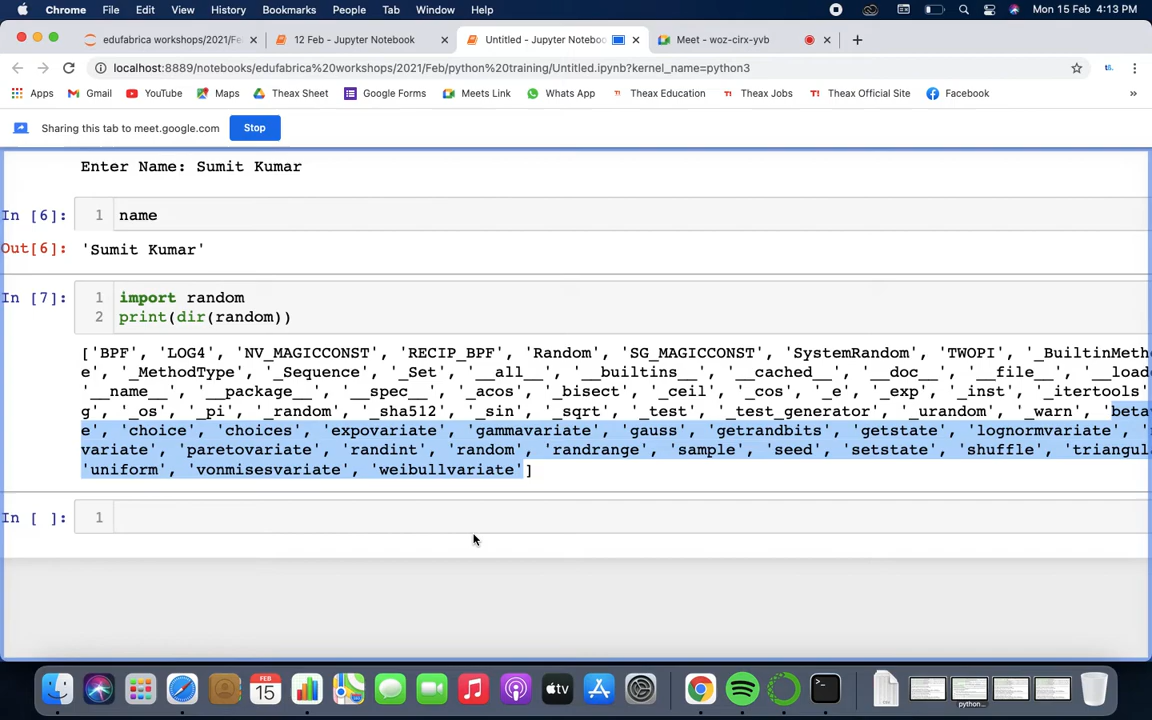 Chrome File Edit View History Bookmarks People Tab Window Help Mon 15 Feb 4:13 PM
edufabrica workshops/2021/Fe 12 Feb - Jupyter Notebook Untitled - Jupyter Noteboo Meet - woz-cirx-yvb
localhost:8889/notebooks/edufabrica%20workshops/2021/Feb/python%20training/Untitled.ipynb?kernel_name=python3
Apps Gmail YouTube Maps Theax Sheet Google Forms Meets Link Whats App Theax Education Theax Jobs Theax Official Site Facebook »
Sharing this tab to meet.google.com Stop
Enter Name: Sumit Kumar
In [6]: 1 name
Out[6]: 'Sumit Kumar'
In [7]: 1 import random
2 print(dir(random))
['BPF', 'LOG4', 'NV_MAGICCONST', 'RECIP_BPF', 'Random', 'SG_MAGICCONST', 'SystemRandom', 'TWOPI', '_BuiltinMeth
e', '_MethodType', '_Sequence', '_Set', '__all__', '__builtins__', '__cached__', '__doc__', '__file__', '__load
'__name__', '__package__', '__spec__', '_acos', '_bisect', '_ceil', '_cos', '_e', '_exp', '_inst', '_itertools'
g', '_os', '_pi', '_random', '_sha512', '_sin', '_sqrt', '_test', '_test_generator', '_urandom', '_warn', 'beta
e', 'choice', 'choices', 'expovariate', 'gammavariate', 'gauss', 'getrandbits', 'getstate', 'lognormvariate', '
variate', 'paretovariate', 'randint', 'random', 'randrange', 'sample', 'seed', 'setstate', 'shuffle', 'triangul
'uniform', 'vonmisesvariate', 'weibullvariate']
In [ ]: 1
FEB
15
tv
python...